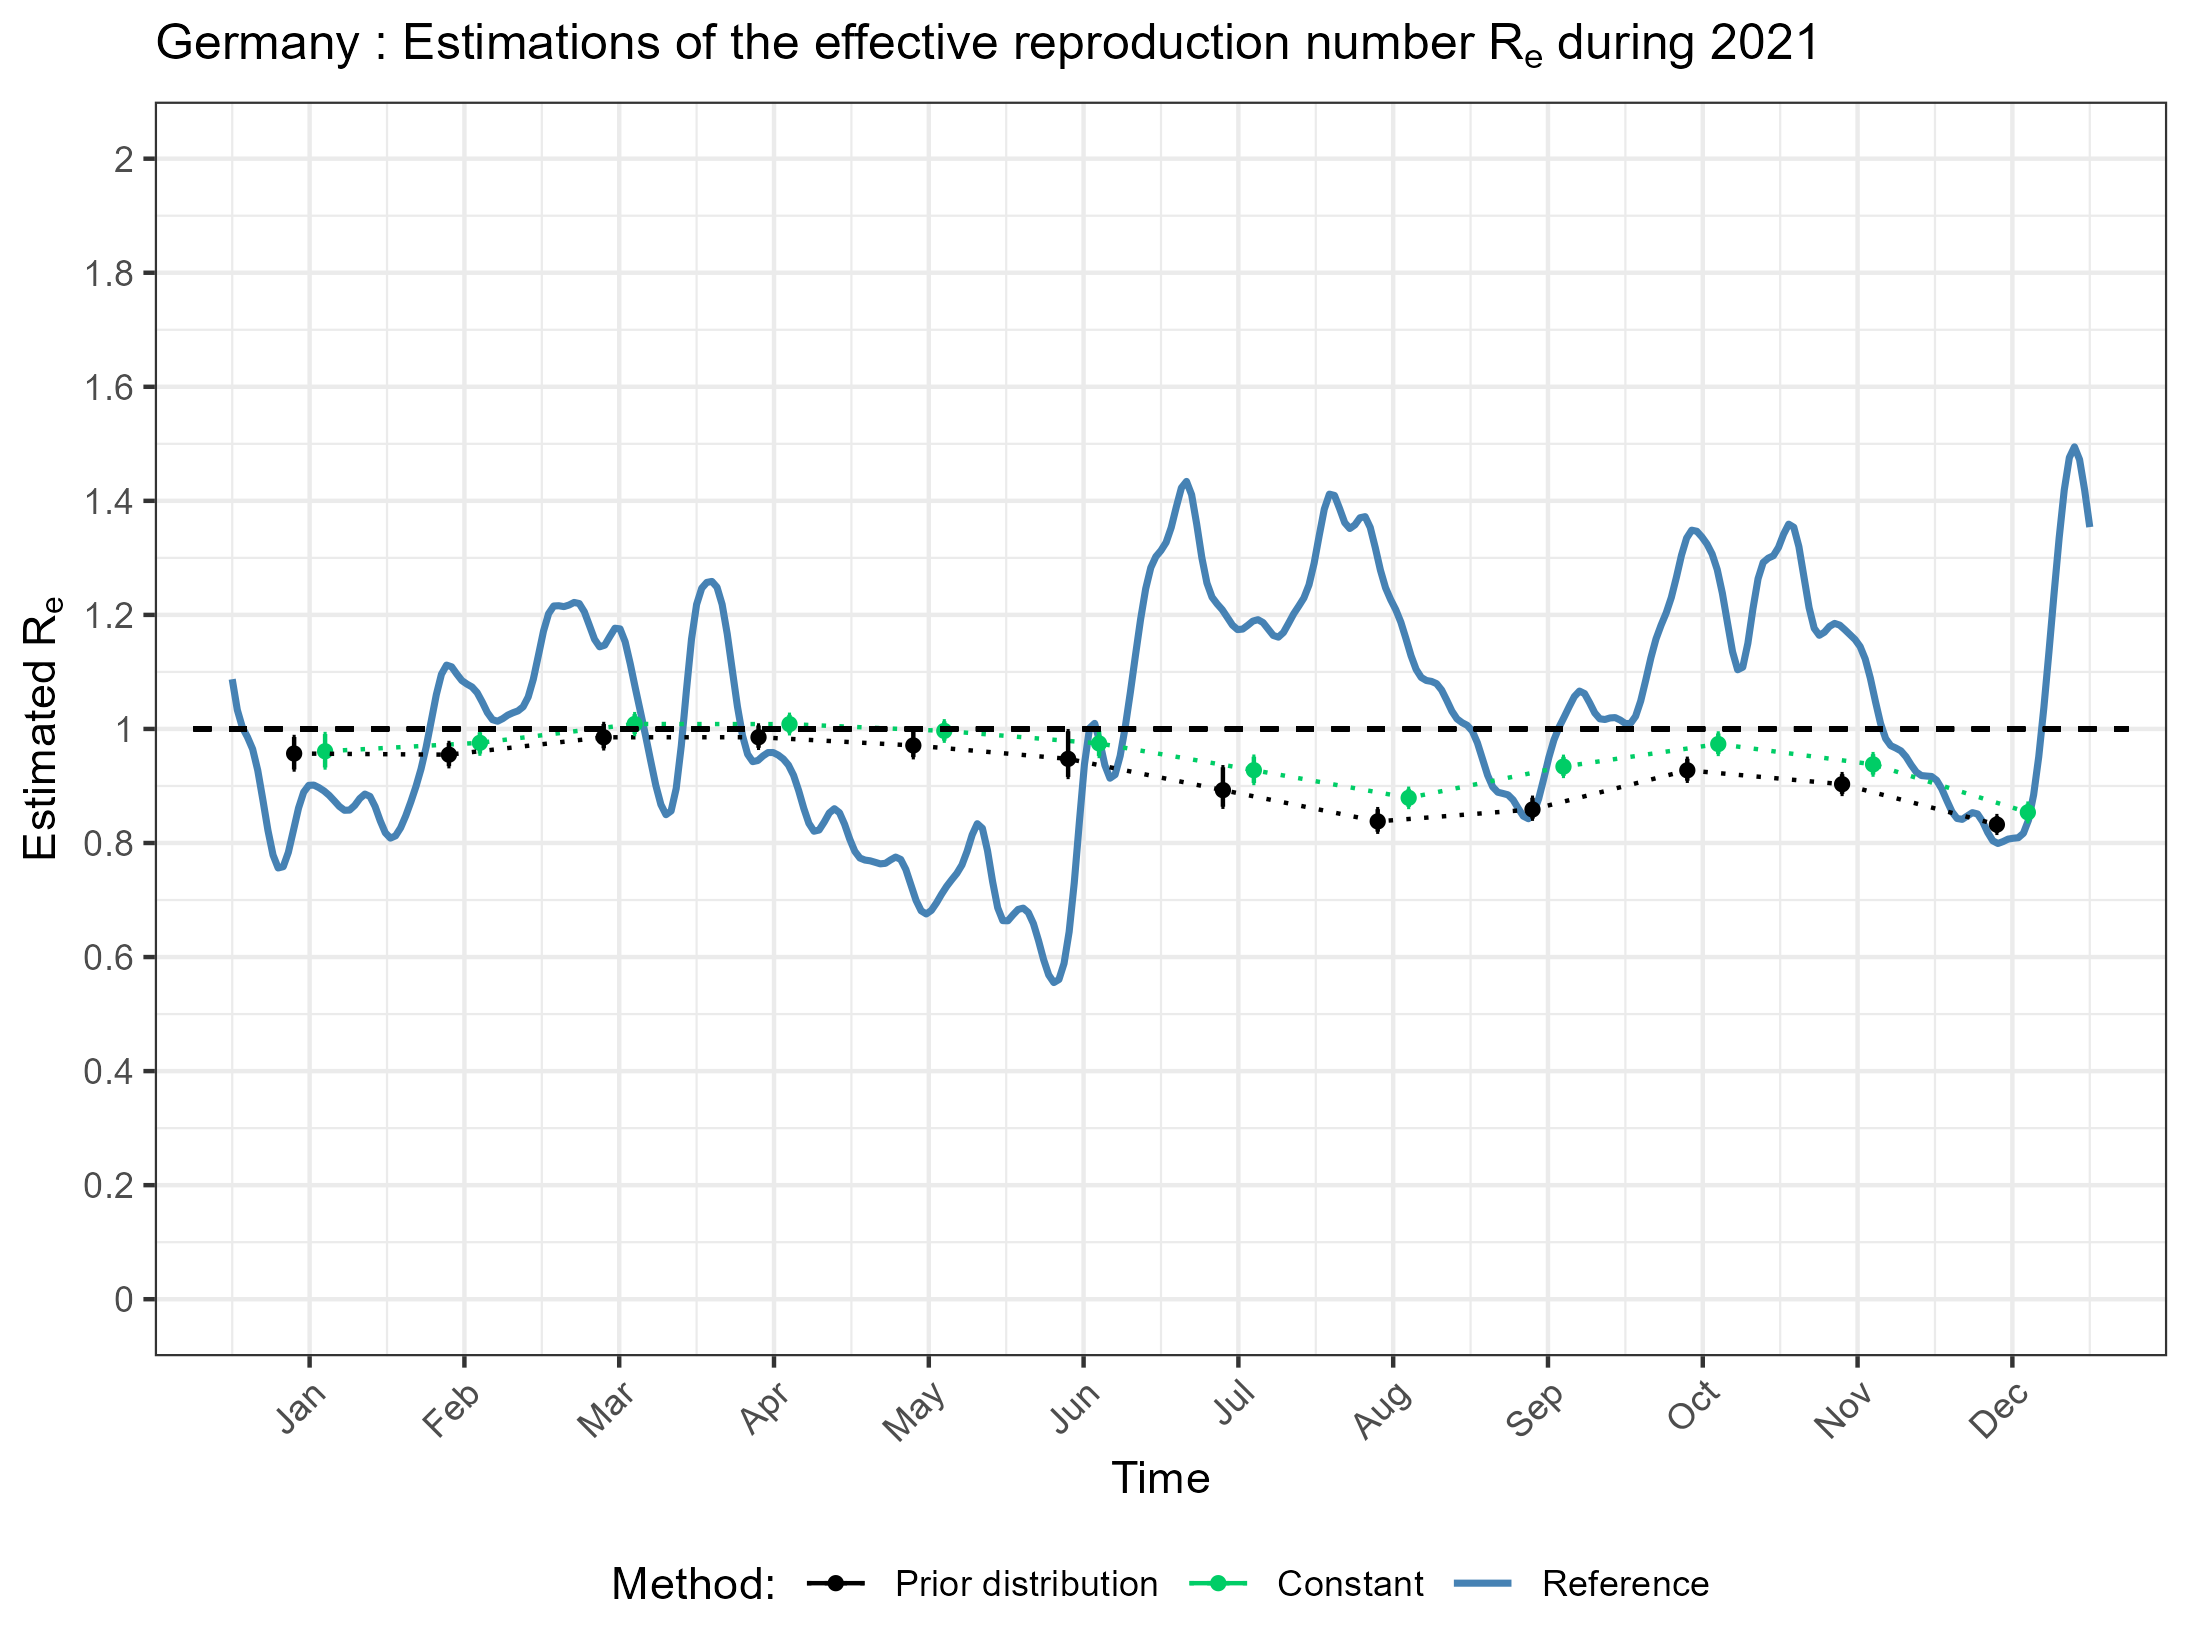 Germany : Estimations of the effective reproduction number Re during 2021
Estimated Re
2
1.8
1.6
1.4
1.2
1
0.8
0.6
0.4
0.2
0
Jan Feb Mar Apr May Jun Jul Aug Sep Oct Nov Dec
Time
Method: Prior distribution Constant Reference